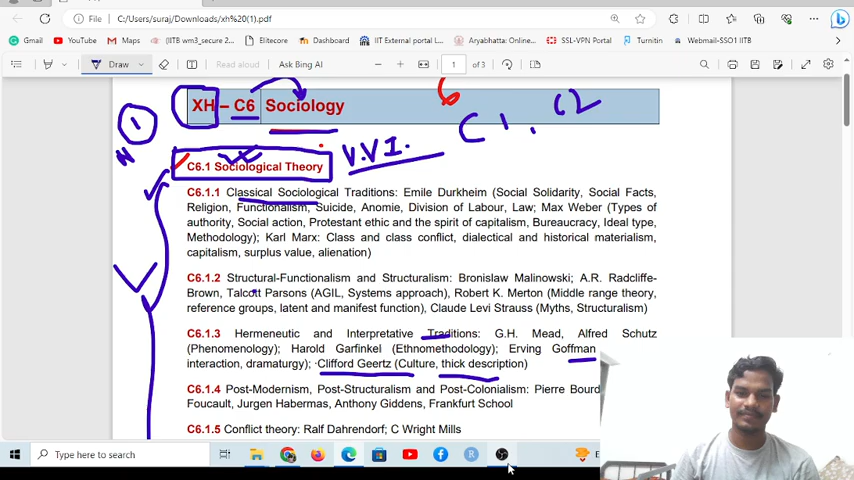 File
C:/Users/suraj/Downloads/xh%20(1).pdf
Gmail YouTube Maps (IITB wm3_secure 2... Elitecore Dashboard IIT External portal I... Aryabhatta: Online... SSL-VPN Portal Turnitin Webmail-SSO1 IITB
Draw Read aloud Ask Bing AI 1 of 3
6
XH – C6 Sociology
C1, C2
1
C6.1 Sociological Theory
V.V.I.
C6.1.1 Classical Sociological Traditions: Emile Durkheim (Social Solidarity, Social Facts,
Religion, Functionalism, Suicide, Anomie, Division of Labour, Law; Max Weber (Types of
authority, Social action, Protestant ethic and the spirit of capitalism, Bureaucracy, Ideal type,
Methodology); Karl Marx: Class and class conflict, dialectical and historical materialism,
capitalism, surplus value, alienation)
C6.1.2 Structural-Functionalism and Structuralism: Bronislaw Malinowski; A.R. Radcliffe-
Brown, Talcott Parsons (AGIL, Systems approach), Robert K. Merton (Middle range theory,
reference groups, latent and manifest function), Claude Levi Strauss (Myths, Structuralism)
C6.1.3 Hermeneutic and Interpretative Traditions: G.H. Mead, Alfred Schutz
(Phenomenology); Harold Garfinkel (Ethnomethodology); Erving Goffman
interaction, dramaturgy); Clifford Geertz (Culture, thick description)
C6.1.4 Post-Modernism, Post-Structuralism and Post-Colonialism: Pierre Bourd
Foucault, Jurgen Habermas, Anthony Giddens, Frankfurt School
C6.1.5 Conflict theory: Ralf Dahrendorf; C Wright Mills
Type here to search